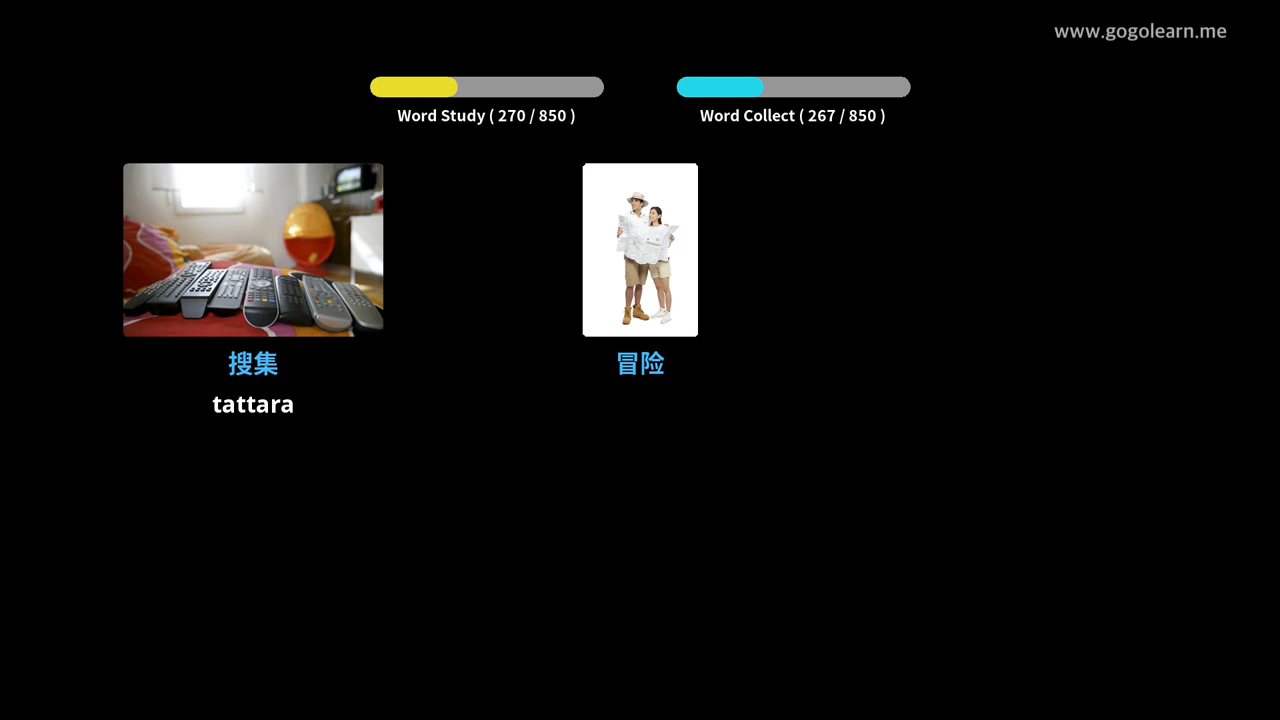 www.gogolearn.me
Word Study ( 270 / 850 )
Word Collect ( 267 / 850 )
搜集
冒险
tattara